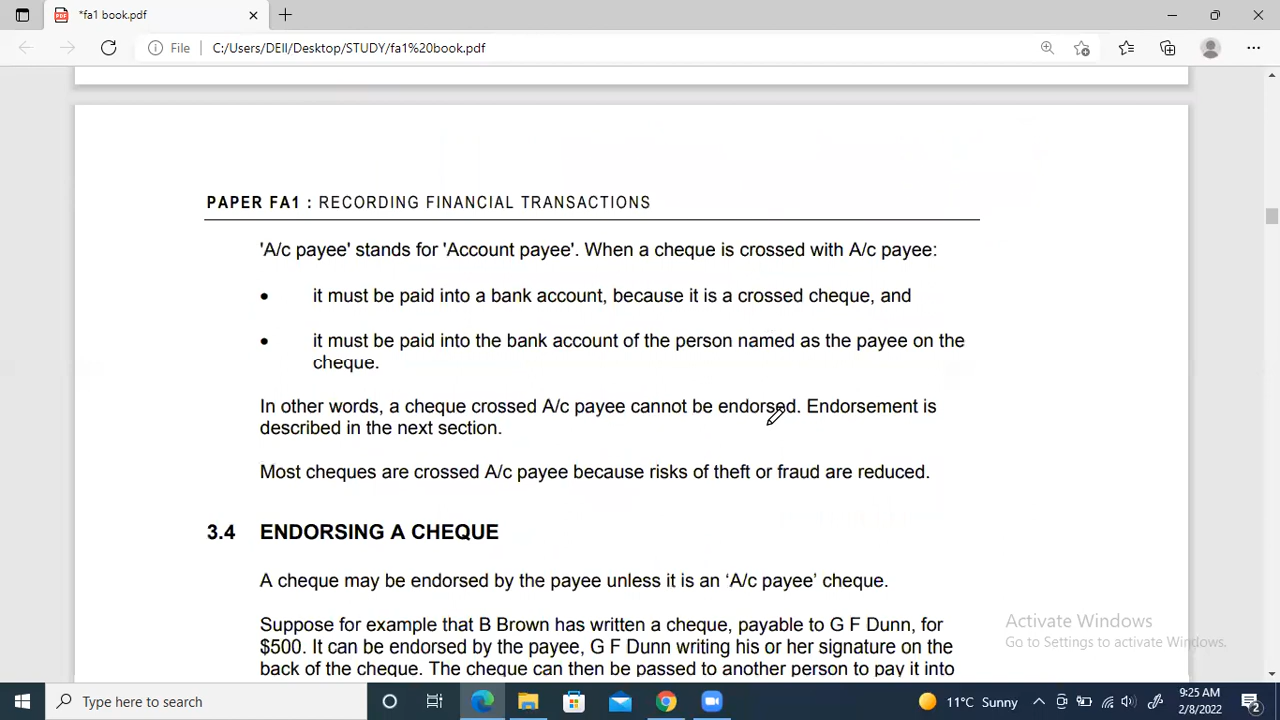 *fa1 book.pdf
File C:/Users/DEll/Desktop/STUDY/fa1%20book.pdf
PAPER FA1 : RECORDING FINANCIAL TRANSACTIONS
'A/c payee' stands for 'Account payee'. When a cheque is crossed with A/c payee:
• it must be paid into a bank account, because it is a crossed cheque, and
• it must be paid into the bank account of the person named as the payee on the
cheque.
In other words, a cheque crossed A/c payee cannot be endorsed. Endorsement is
described in the next section.
Most cheques are crossed A/c payee because risks of theft or fraud are reduced.
3.4 ENDORSING A CHEQUE
A cheque may be endorsed by the payee unless it is an ‘A/c payee’ cheque.
Suppose for example that B Brown has written a cheque, payable to G F Dunn, for
$500. It can be endorsed by the payee, G F Dunn writing his or her signature on the
back of the cheque. The cheque can then be passed to another person to pay it into
Activate Windows
Go to Settings to activate Windows.
Type here to search
11°C Sunny
9:25 AM
2/8/2022
2